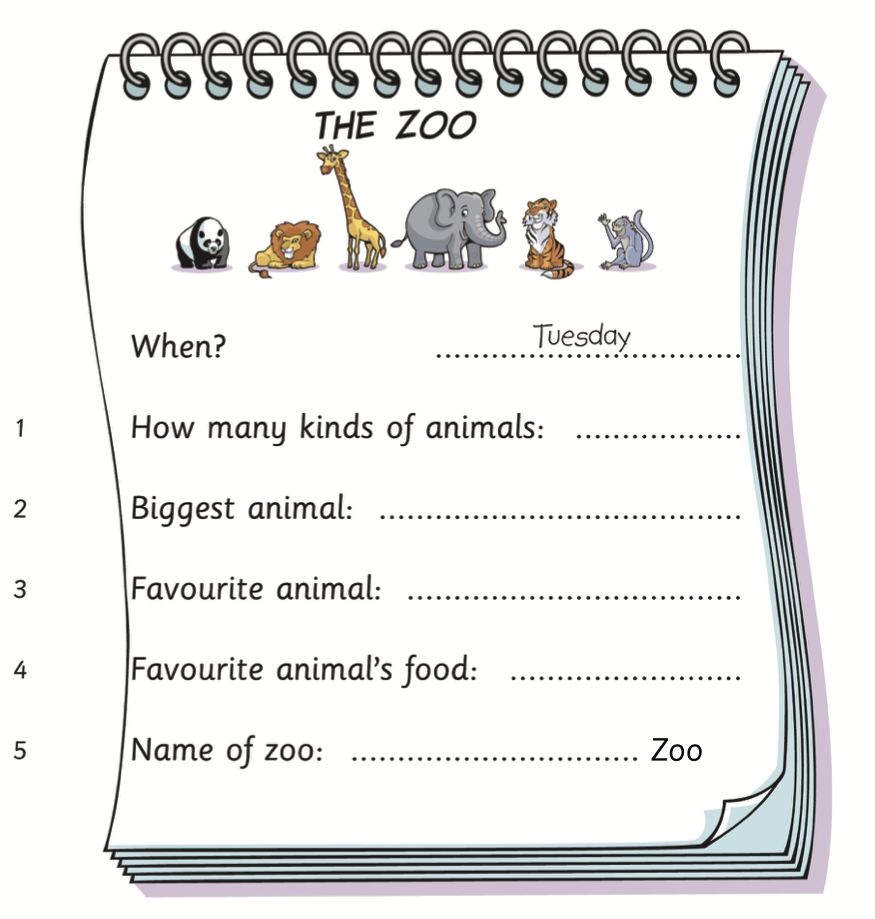 THE ZOO
When? Tuesday
1 How many kinds of animals: ..................
2 Biggest animal: .......................................
3 Favourite animal: ....................................
4 Favourite animal's food: .........................
5 Name of zoo: ............................... Zoo